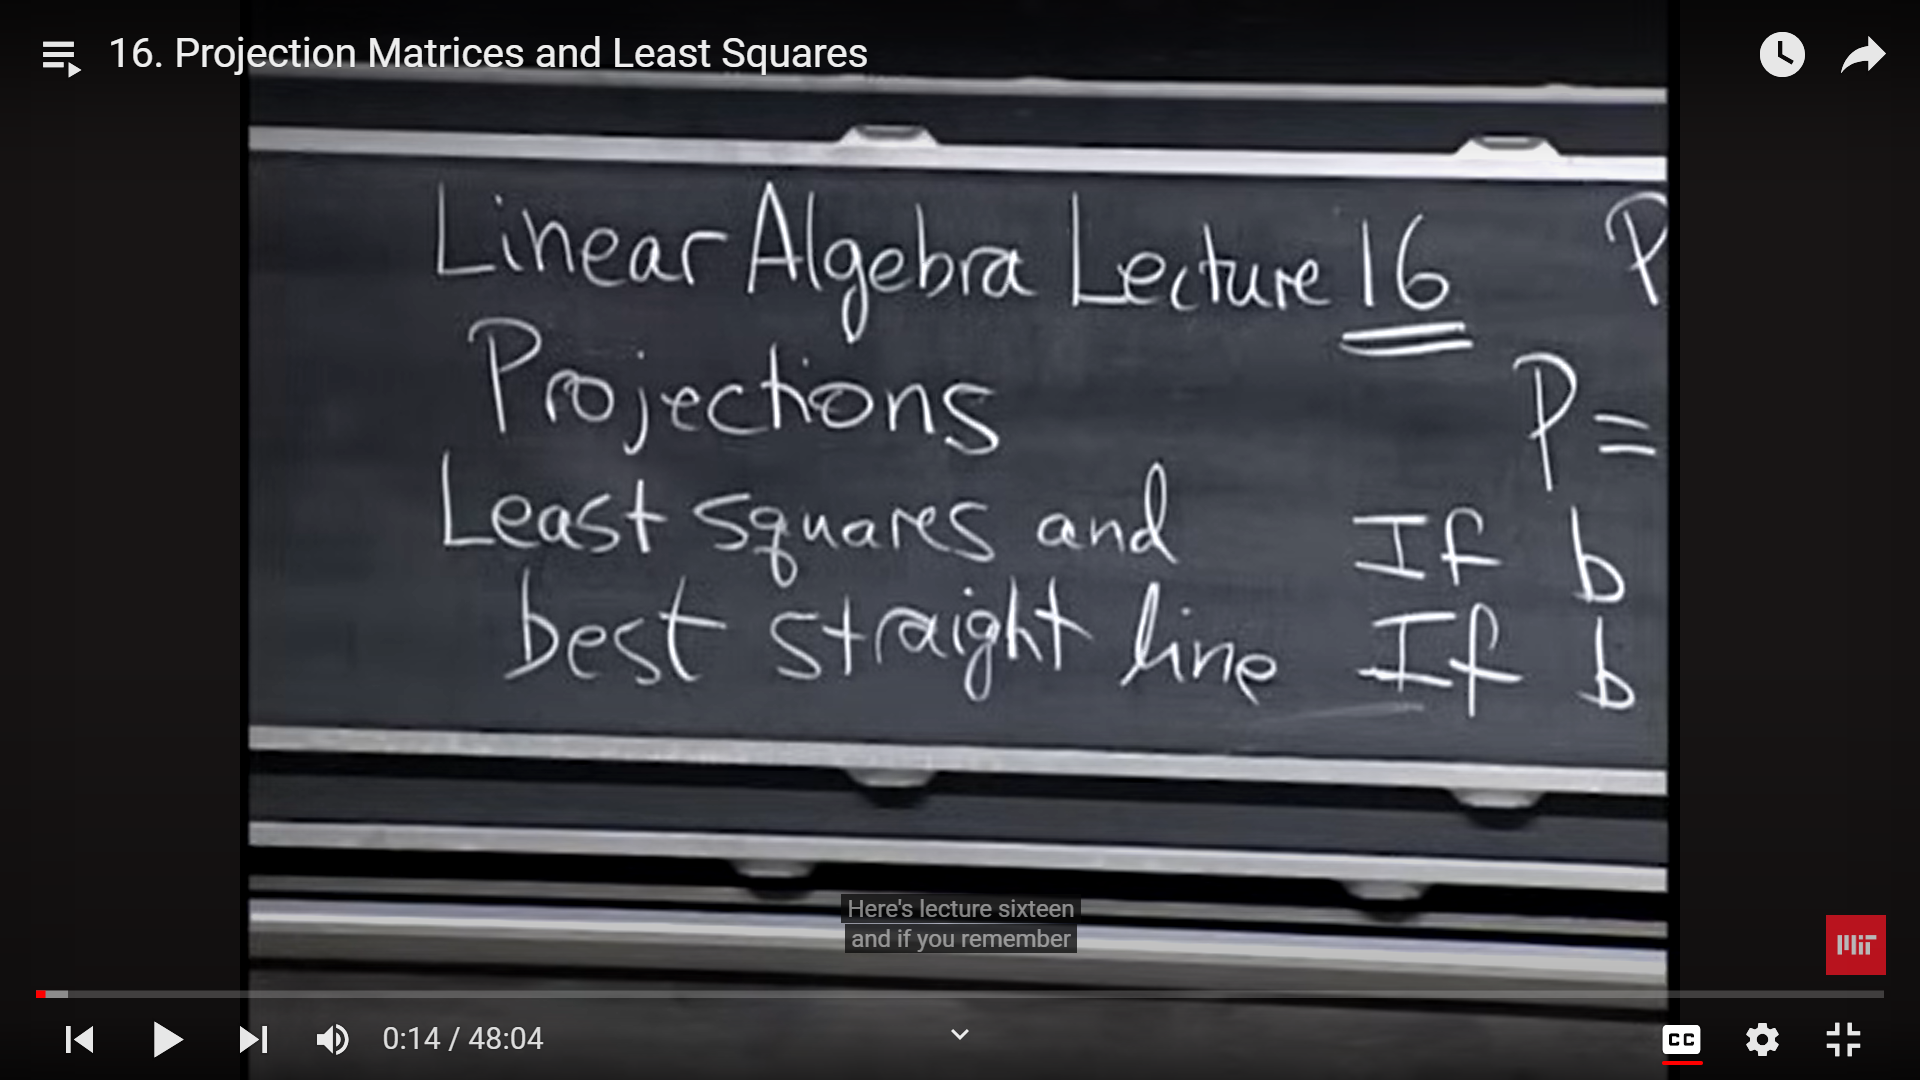 16. Projection Matrices and Least Squares
Linear Algebra Lecture 16
Projections
Least squares and
best straight line
P
P =
If b
If b
Here's lecture sixteen
and if you remember
MIT
0:14 / 48:04
CC